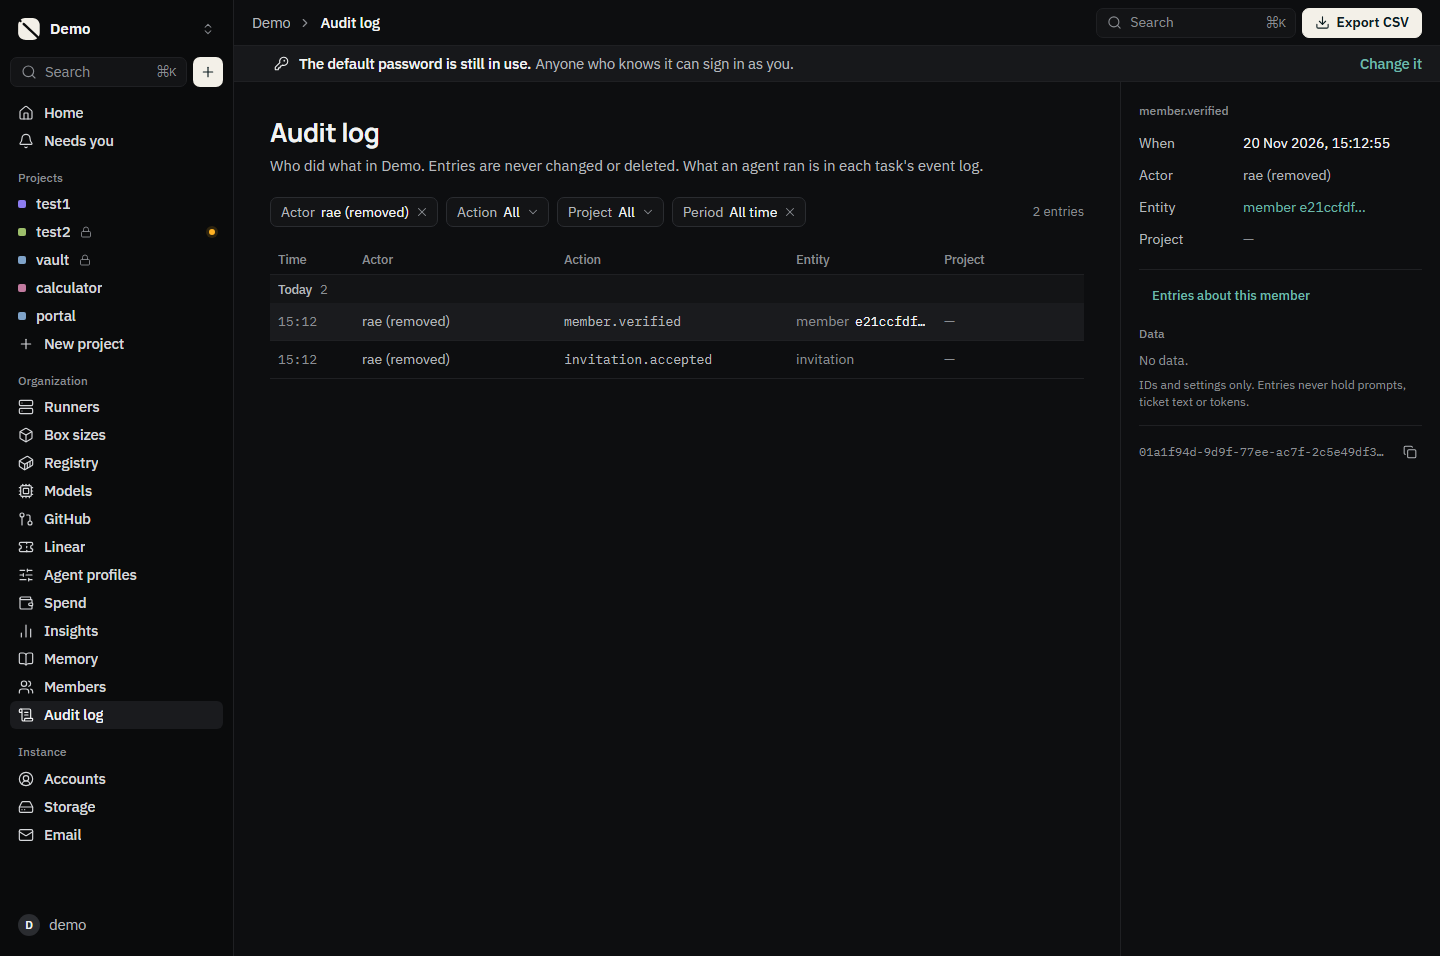 Demo
Search ⌘K
Home
Needs you
Projects
test1
test2
vault
calculator
portal
New project
Organization
Runners
Box sizes
Registry
Models
GitHub
Linear
Agent profiles
Spend
Insights
Memory
Members
Audit log
Instance
Accounts
Storage
Email
D demo
Demo > Audit log
Search ⌘K
Export CSV
The default password is still in use. Anyone who knows it can sign in as you.
Change it
Audit log
Who did what in Demo. Entries are never changed or deleted. What an agent ran is in each task's event log.
Actor rae (removed) Action All Project All Period All time 2 entries
Time Actor Action Entity Project
Today 2
15:12 rae (removed) member.verified member e21ccfdf… —
15:12 rae (removed) invitation.accepted invitation —
member.verified
When 20 Nov 2026, 15:12:55
Actor rae (removed)
Entity member e21ccfdf…
Project —
Entries about this member
Data
No data.
IDs and settings only. Entries never hold prompts,
ticket text or tokens.
01a1f94d-9d9f-77ee-ac7f-2c5e49df3…